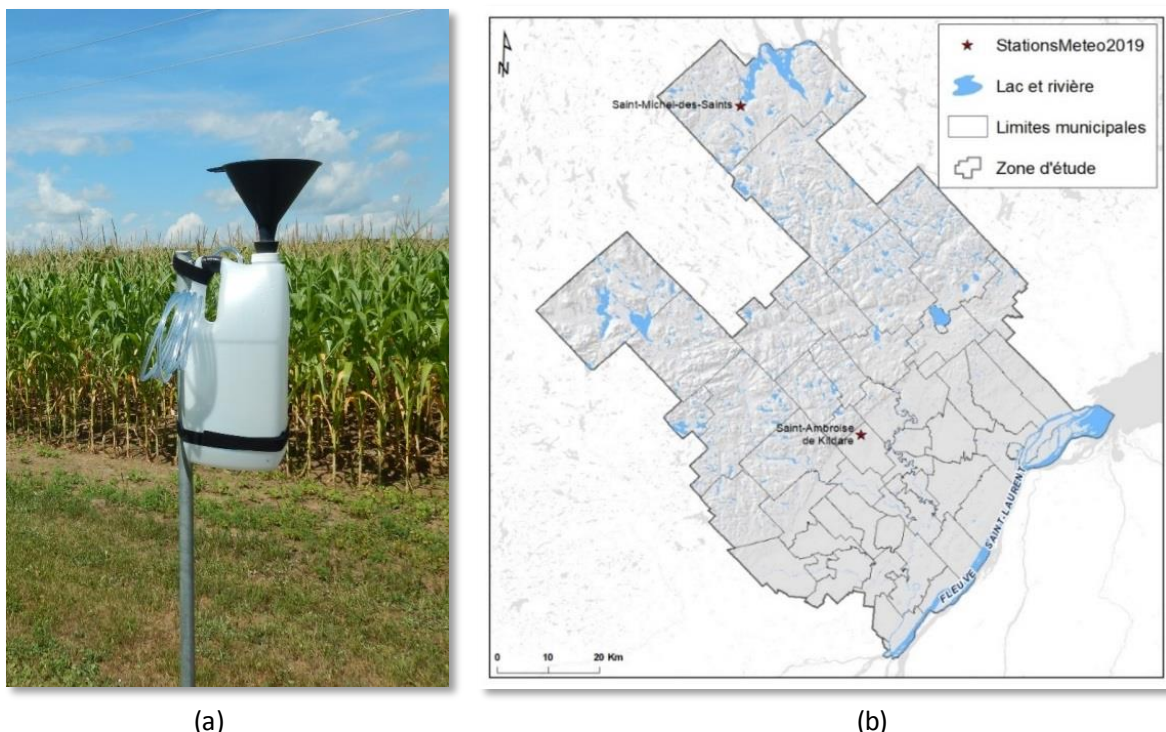 StationsMeteo2019
Lac et rivière
Limites municipales
Zone d'étude
N
Saint-Michel-des-Saints
Saint-Ambroise
de Kildare
FLEUVE SAINT-LAURENT
0 10 20 Km
(a)
(b)